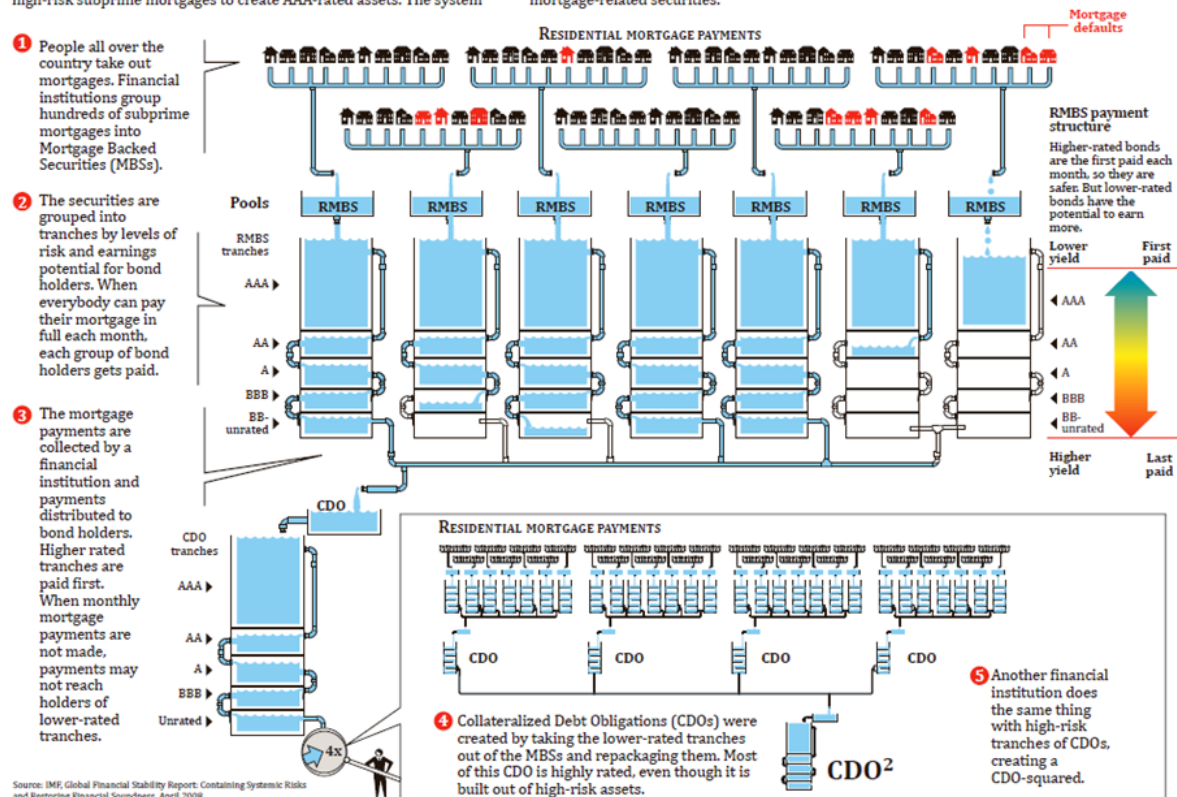 high-risk subprime mortgages to create AAA-rated assets. The system
mortgage-related securities.
RESIDENTIAL MORTGAGE PAYMENTS
Mortgage
defaults
1 People all over the
country take out
mortgages. Financial
institutions group
hundreds of subprime
mortgages into
Mortgage Backed
Securities (MBSs).
RMBS payment
structure
Higher-rated bonds
are the first paid each
month, so they are
safer. But lower-rated
bonds have the
potential to earn
more.
Lower First
yield paid
AAA
AA
A
BBB
BB-
unrated
Higher Last
yield paid
2 The securities are
grouped into
tranches by levels of
risk and earnings
potential for bond
holders. When
everybody can pay
their mortgage in
full each month,
each group of bond
holders gets paid.
Pools
RMBS RMBS RMBS RMBS RMBS RMBS RMBS
RMBS
tranches
AAA
AA
A
BBB
BB-
unrated
3 The mortgage
payments are
collected by a
financial
institution and
payments
distributed to
bond holders.
Higher rated
tranches are
paid first.
When monthly
mortgage
payments are
not made,
payments may
not reach
holders of
lower-rated
tranches.
CDO
CDO
tranches
AAA
AA
A
BBB
Unrated
4x
RESIDENTIAL MORTGAGE PAYMENTS
CDO CDO CDO CDO
4 Collateralized Debt Obligations (CDOs) were
created by taking the lower-rated tranches
out of the MBSs and repackaging them. Most
of this CDO is highly rated, even though it is
built out of high-risk assets.
CDO²
5 Another financial
institution does
the same thing
with high-risk
tranches of CDOs,
creating a
CDO-squared.
Source: IMF, Global Financial Stability Report: Containing Systemic Risks
and Restoring Financial Soundness, April 2008